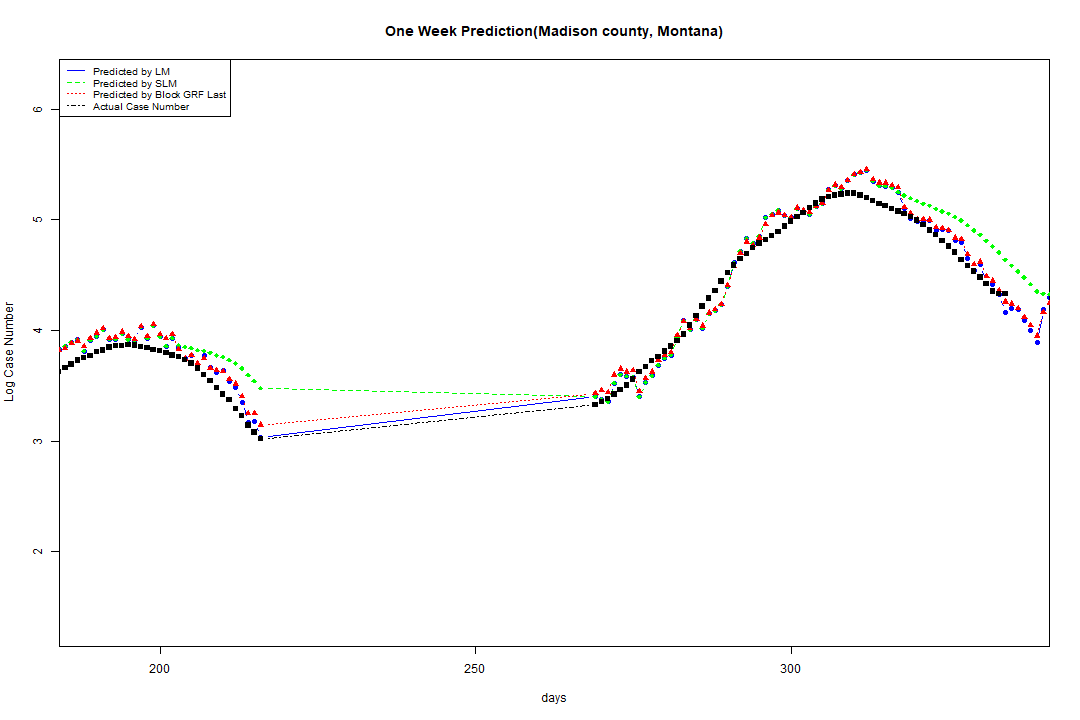 One Week Prediction(Madison county, Montana)
Predicted by LM
Predicted by SLM
Predicted by Block GRF Last
Actual Case Number
6
5
4
3
2
Log Case Number
200
250
300
days